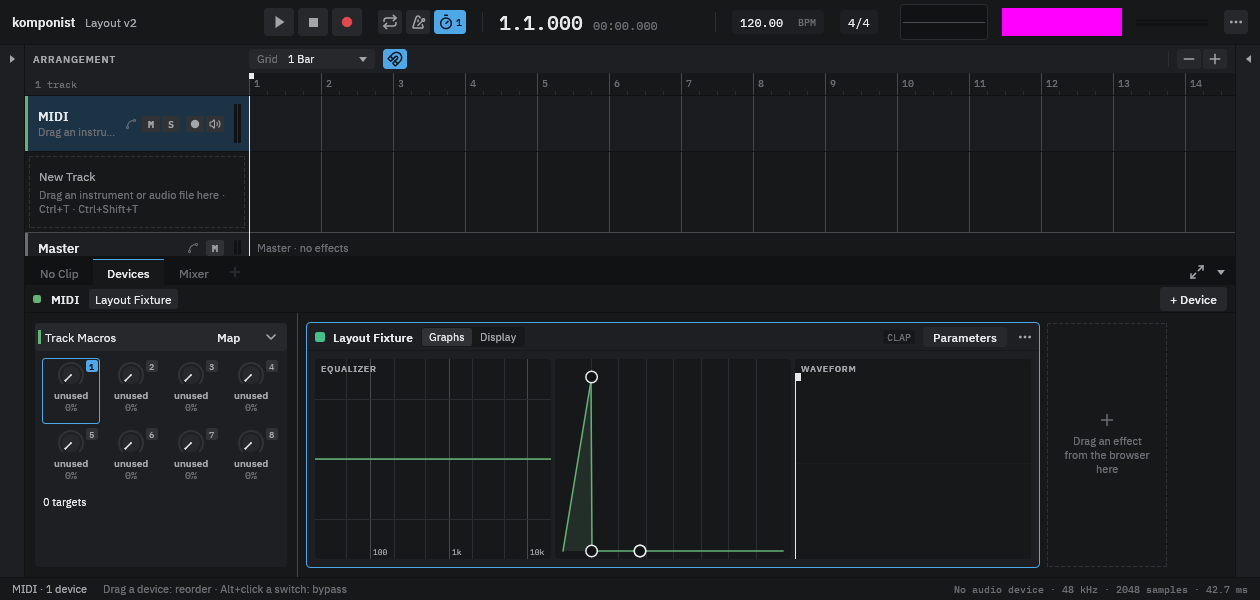 komponist Layout v2 1 1.1.000 00:00.000 120.00 BPM 4/4
ARRANGEMENT Grid 1 Bar
1 track 1 2 3 4 5 6 7 8 9 10 11 12 13 14
MIDI
Drag an instru... M S
New Track
Drag an instrument or audio file here ·
Ctrl+T · Ctrl+Shift+T
Master M Master · no effects
No Clip Devices Mixer
MIDI Layout Fixture + Device
Track Macros Map
Layout Fixture Graphs Display CLAP Parameters
1 2 3 4
unused unused unused unused
0% 0% 0% 0%
5 6 7 8
unused unused unused unused
0% 0% 0% 0%
0 targets
EQUALIZER
100 1k 10k
WAVEFORM
Drag an effect
from the browser
here
MIDI · 1 device Drag a device: reorder · Alt+click a switch: bypass No audio device · 48 kHz · 2048 samples · 42.7 ms